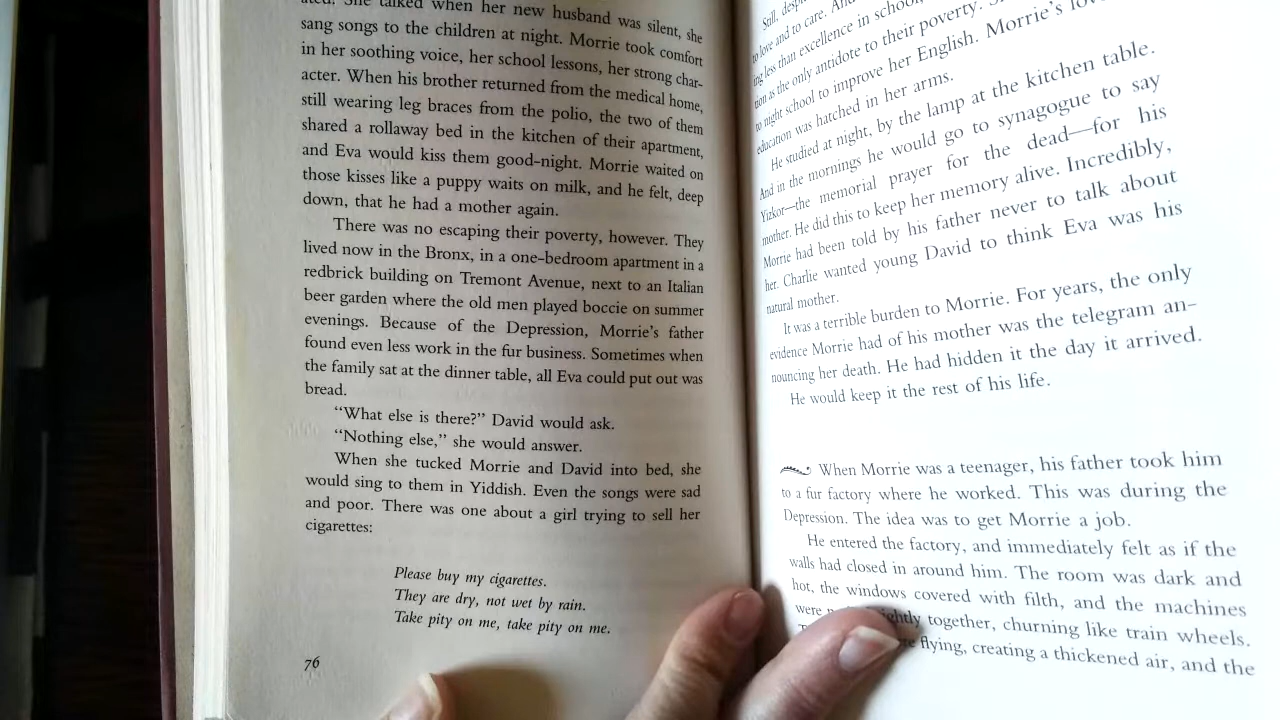 ated. She talked when her new husband was silent, she
sang songs to the children at night. Morrie took comfort
in her soothing voice, her school lessons, her strong char-
acter. When his brother returned from the medical home,
still wearing leg braces from the polio, the two of them
shared a rollaway bed in the kitchen of their apartment,
and Eva would kiss them good–night. Morrie waited on
those kisses like a puppy waits on milk, and he felt, deep
down, that he had a mother again.
There was no escaping their poverty, however. They
lived now in the Bronx, in a one–bedroom apartment in a
redbrick building on Tremont Avenue, next to an Italian
beer garden where the old men played boccie on summer
evenings. Because of the Depression, Morrie's father
found even less work in the fur business. Sometimes when
the family sat at the dinner table, all Eva could put out was
bread.
"What else is there?" David would ask.
"Nothing else," she would answer.
When she tucked Morrie and David into bed, she
would sing to them in Yiddish. Even the songs were sad
and poor. There was one about a girl trying to sell her
cigarettes:
Please buy my cigarettes.
They are dry, not wet by rain.
Take pity on me, take pity on me.
76
Still,
to love and to care. And
ing less than excellence in school,
tion as the only antidote to their poverty.
to night school to improve her English. Morrie's
education was hatched in her arms.
He studied at night, by the lamp at the kitchen table.
And in the mornings he would go to synagogue to say
Yizkor—the memorial prayer for the dead—for his
mother. He did this to keep her memory alive. Incredibly,
Morrie had been told by his father never to talk about
her. Charlie wanted young David to think Eva was his
natural mother.
It was a terrible burden to Morrie. For years, the only
evidence Morrie had of his mother was the telegram an–
nouncing her death. He had hidden it the day it arrived.
He would keep it the rest of his life.
When Morrie was a teenager, his father took him
to a fur factory where he worked. This was during the
Depression. The idea was to get Morrie a job.
He entered the factory, and immediately felt as if the
walls had closed in around him. The room was dark and
hot, the windows covered with filth, and the machines
were together, churning like train wheels.
flying, creating a thickened air, and the